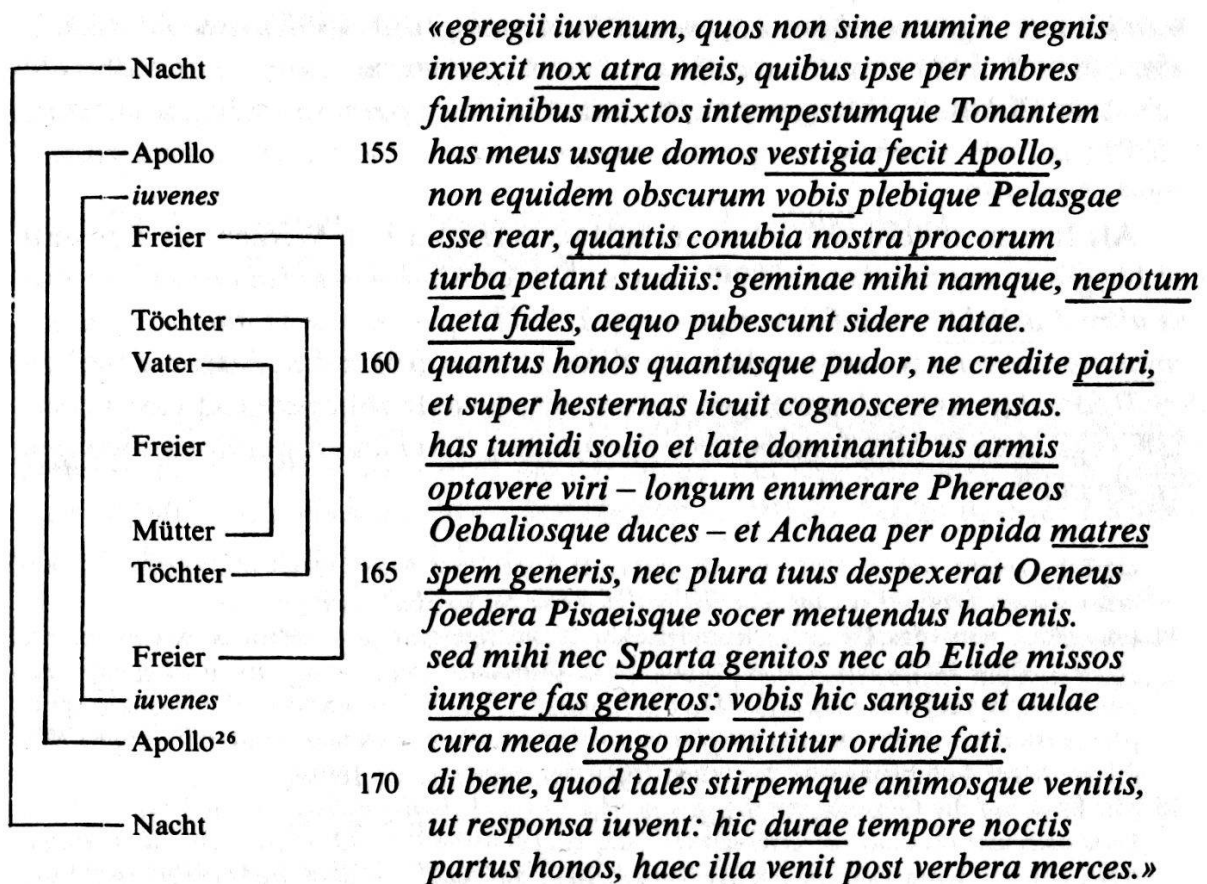 «egregii iuvenum, quos non sine numine regnis
Nacht invexit nox atra meis, quibus ipse per imbres
fulminibus mixtos intempestumque Tonantem
Apollo 155 has meus usque domos vestigia fecit Apollo,
iuvenes non equidem obscurum vobis plebique Pelasgae
Freier esse rear, quantis conubia nostra procorum
turba petant studiis: geminae mihi namque, nepotum
Töchter laeta fides, aequo pubescunt sidere natae.
Vater 160 quantus honos quantusque pudor, ne credite patri,
et super hesternas licuit cognoscere mensas.
Freier has tumidi solio et late dominantibus armis
optavere viri – longum enumerare Pheraeos
Mütter Oebaliosque duces – et Achaea per oppida matres
Töchter 165 spem generis, nec plura tuus despexerat Oeneus
foedera Pisaeisque socer metuendus habenis.
Freier sed mihi nec Sparta genitos nec ab Elide missos
iuvenes iungere fas generos: vobis hic sanguis et aulae
Apollo²⁶ cura meae longo promittitur ordine fati.
170 di bene, quod tales stirpemque animosque venitis,
Nacht ut responsa iuvent: hic durae tempore noctis
partus honos, haec illa venit post verbera merces.»